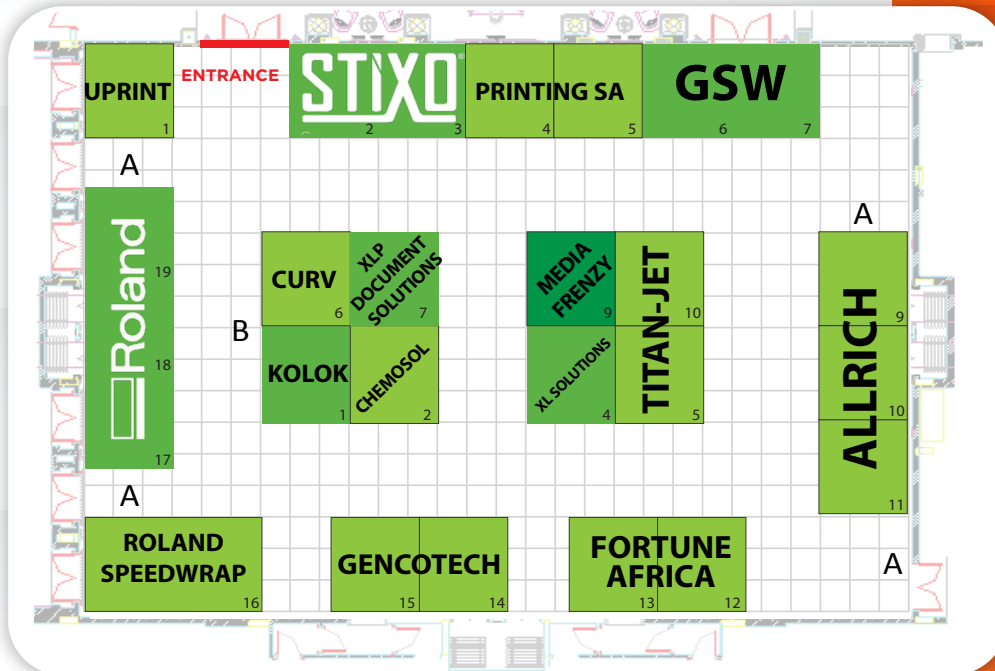 UPRINT
1
ENTRANCE
STIXO
2
3
PRINTING SA
4
5
GSW
6
7
A
A
Roland
19
18
17
B
CURV
6
XLP
DOCUMENT
SOLUTIONS
7
KOLOK
1
CHEMOSOL
2
MEDIA
FRENZY
9
TITAN-JET
10
5
XL SOLUTIONS
4
ALLRICH
9
10
11
A
ROLAND
SPEEDWRAP
16
GENCOTECH
15
14
FORTUNE
AFRICA
13
12
A